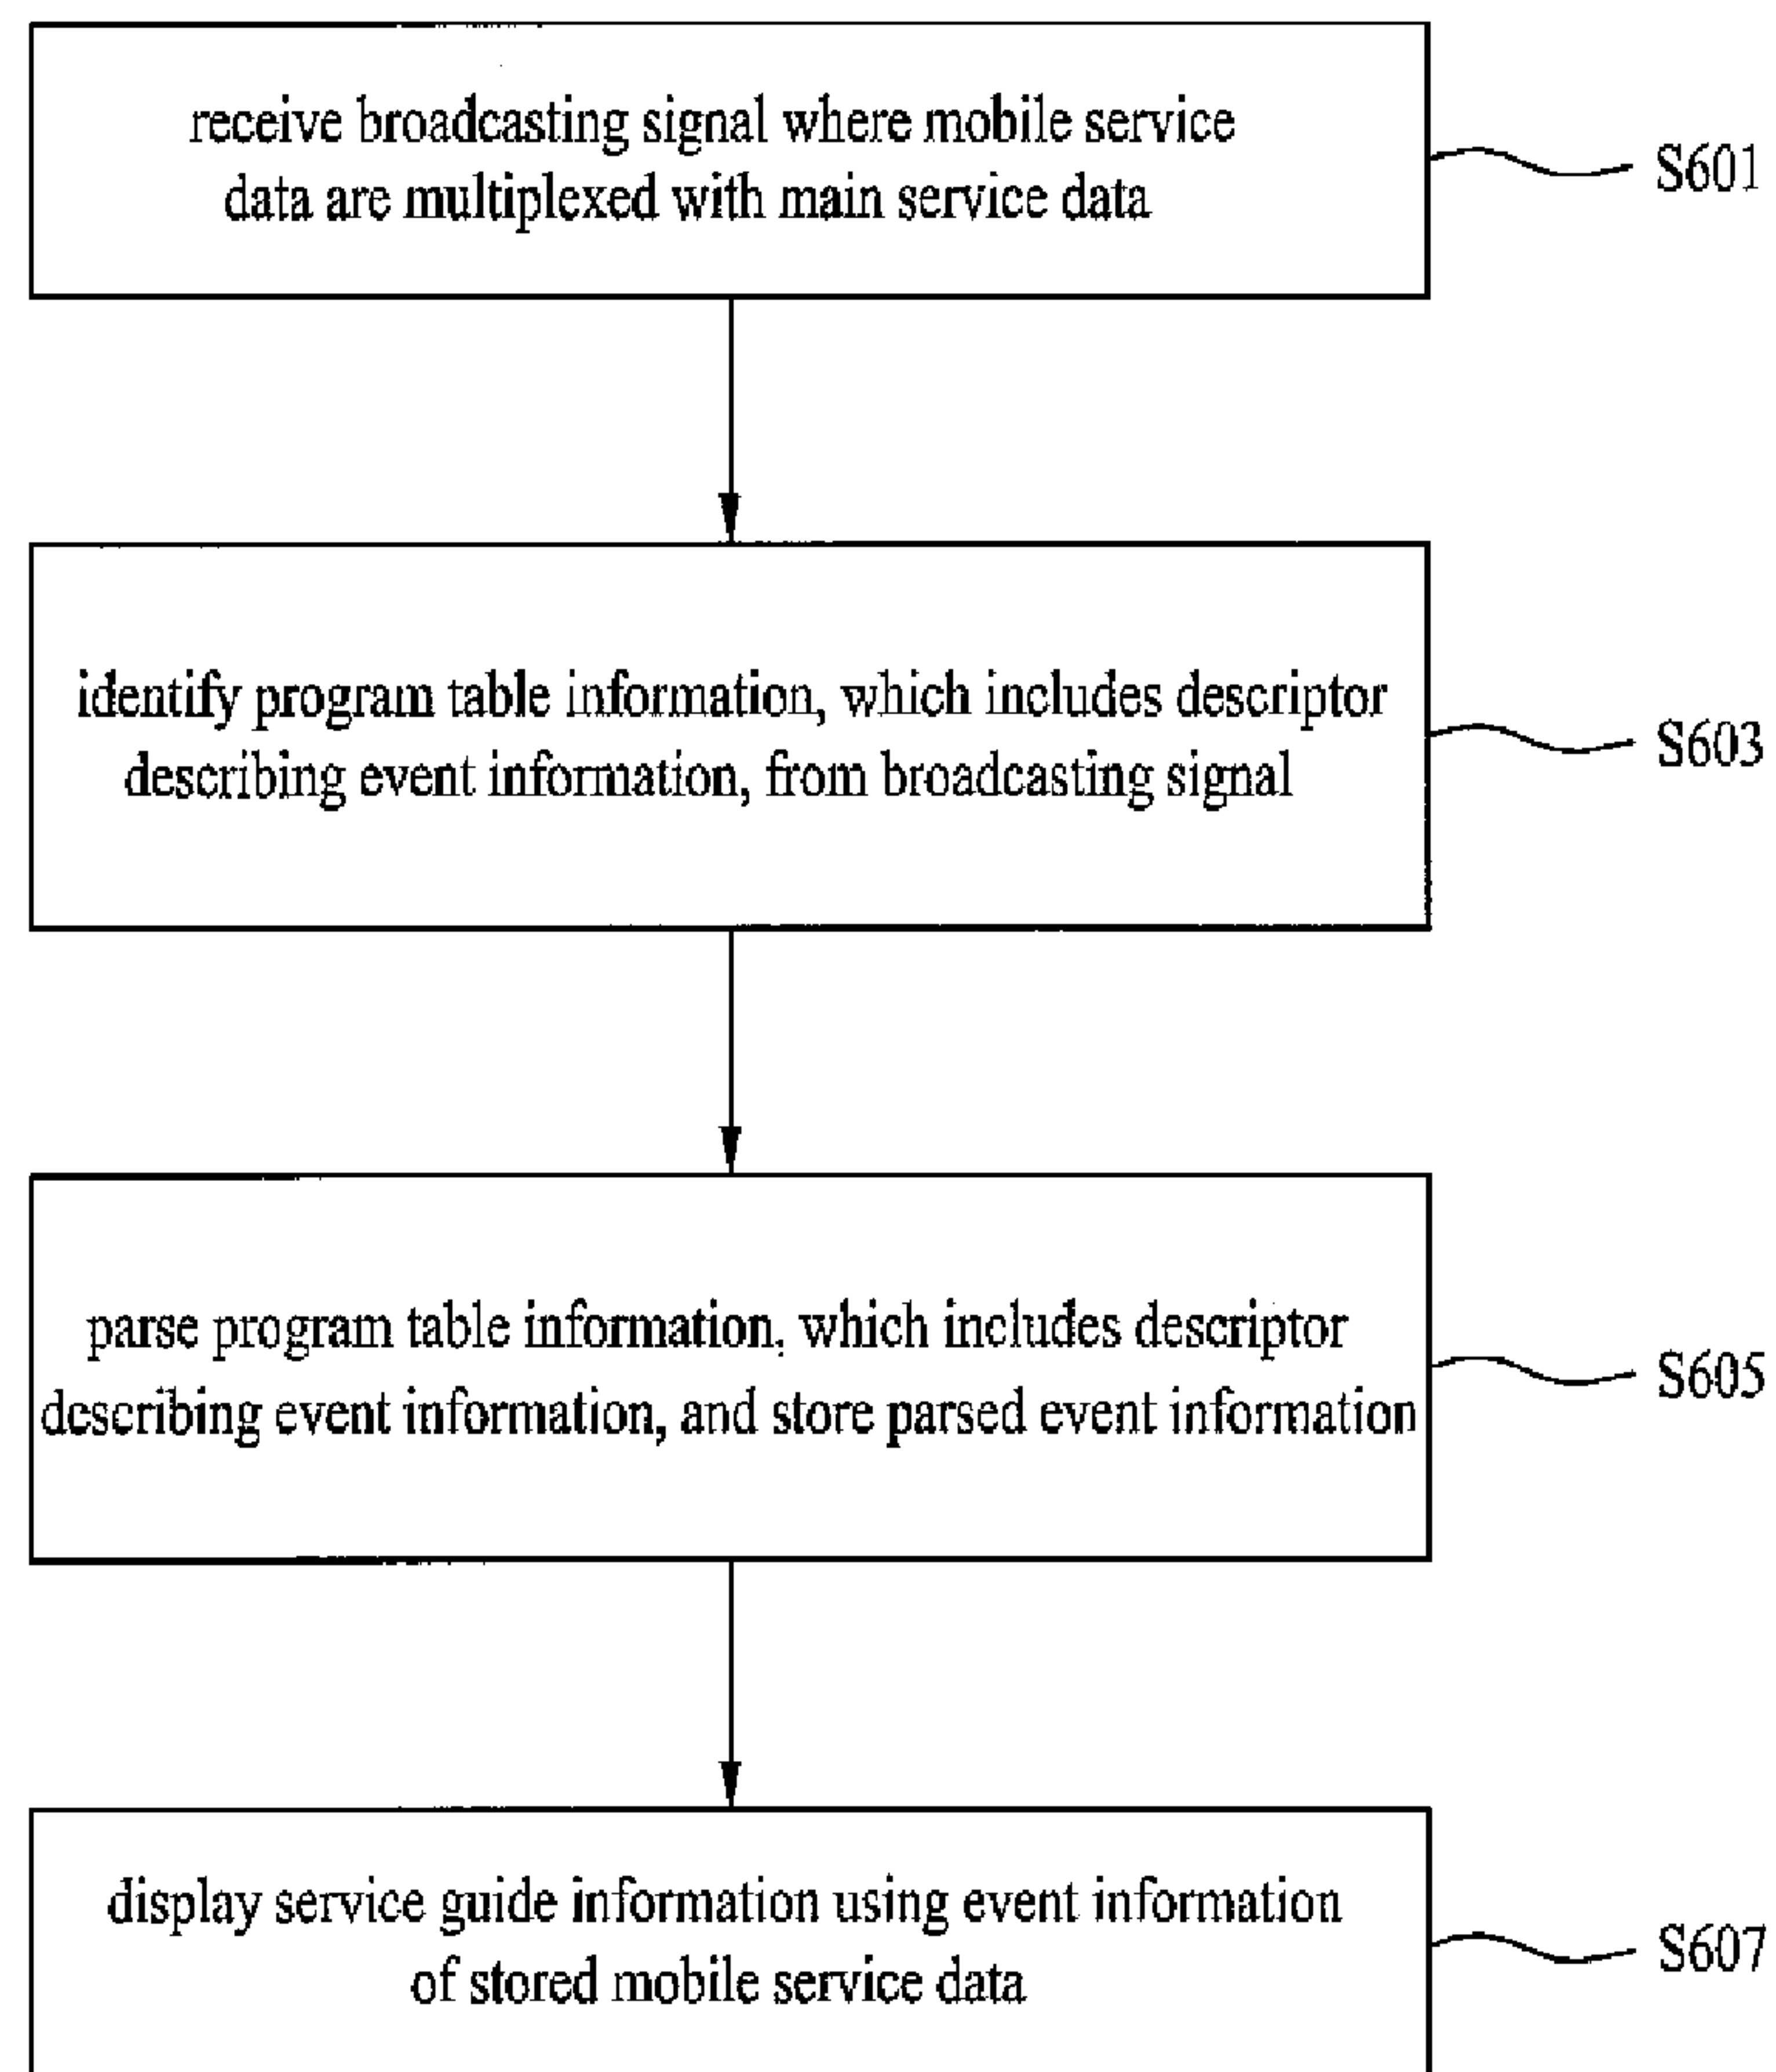 receive broadcasting signal where mobile service
data are multiplexed with main service data
S601
identify program table information, which includes descriptor
describing event information, from broadcasting signal
S603
parse program table information, which includes descriptor
describing event information, and store parsed event information
S605
display service guide information using event information
of stored mobile service data
S607